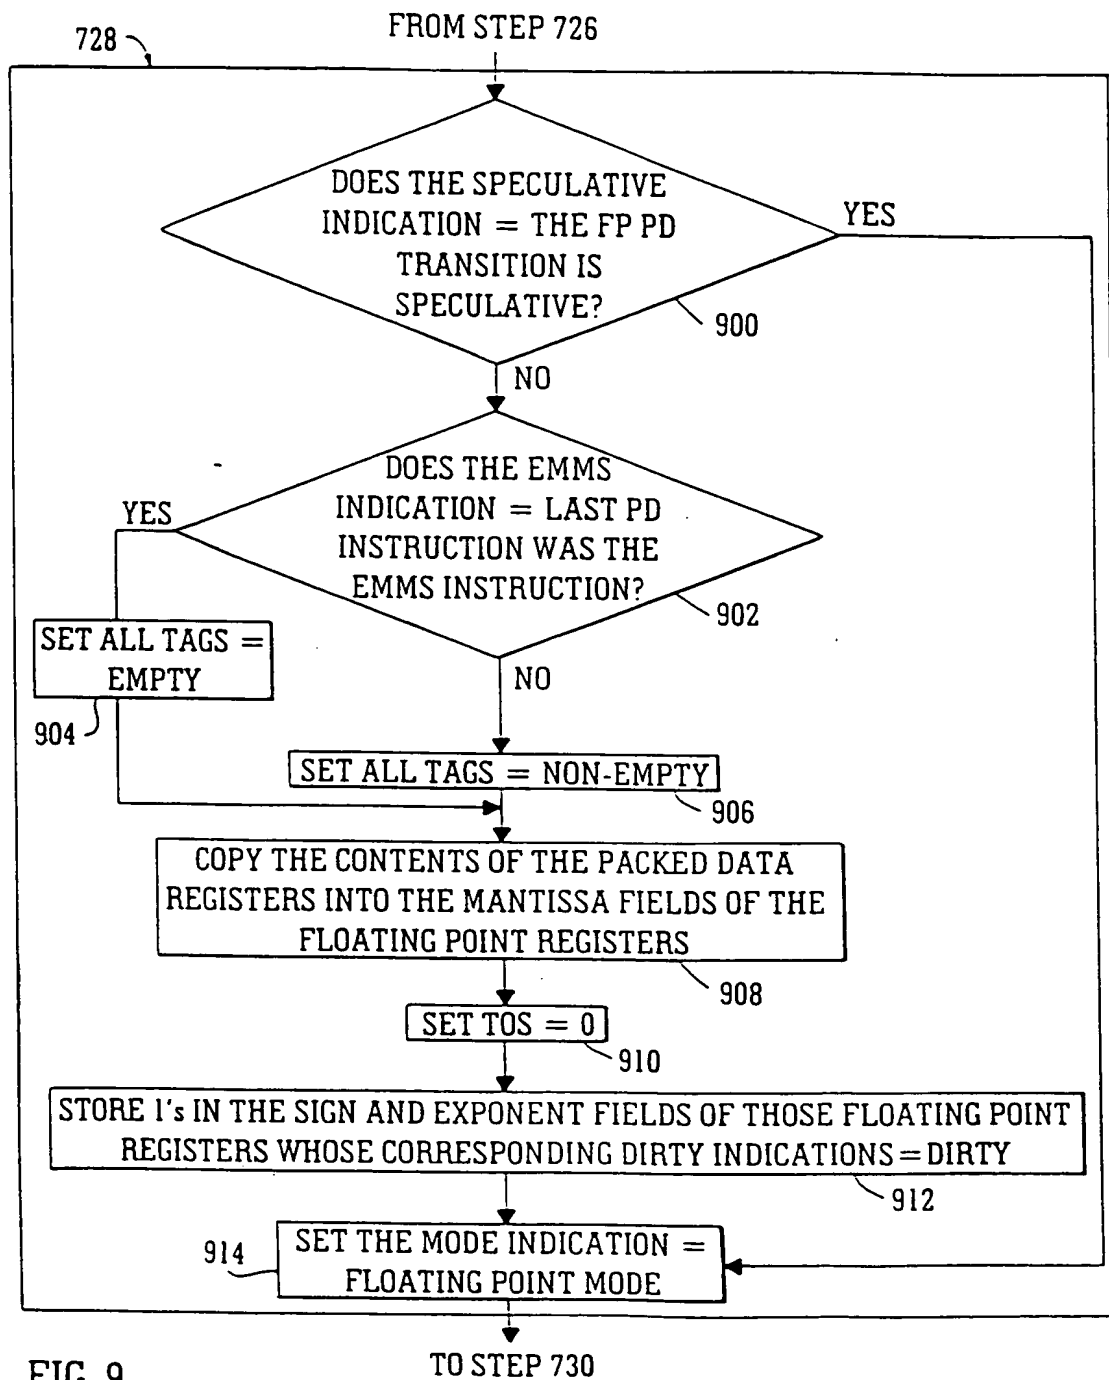 FROM STEP 726
728
DOES THE SPECULATIVE
INDICATION = THE FP PD
TRANSITION IS
SPECULATIVE?
YES
900
NO
DOES THE EMMS
INDICATION = LAST PD
INSTRUCTION WAS THE
EMMS INSTRUCTION?
YES
902
SET ALL TAGS =
EMPTY
904
NO
SET ALL TAGS = NON-EMPTY
906
COPY THE CONTENTS OF THE PACKED DATA
REGISTERS INTO THE MANTISSA FIELDS OF THE
FLOATING POINT REGISTERS
908
SET TOS = 0
910
STORE 1's IN THE SIGN AND EXPONENT FIELDS OF THOSE FLOATING POINT
REGISTERS WHOSE CORRESPONDING DIRTY INDICATIONS = DIRTY
912
914
SET THE MODE INDICATION =
FLOATING POINT MODE
TO STEP 730
FIG. 9